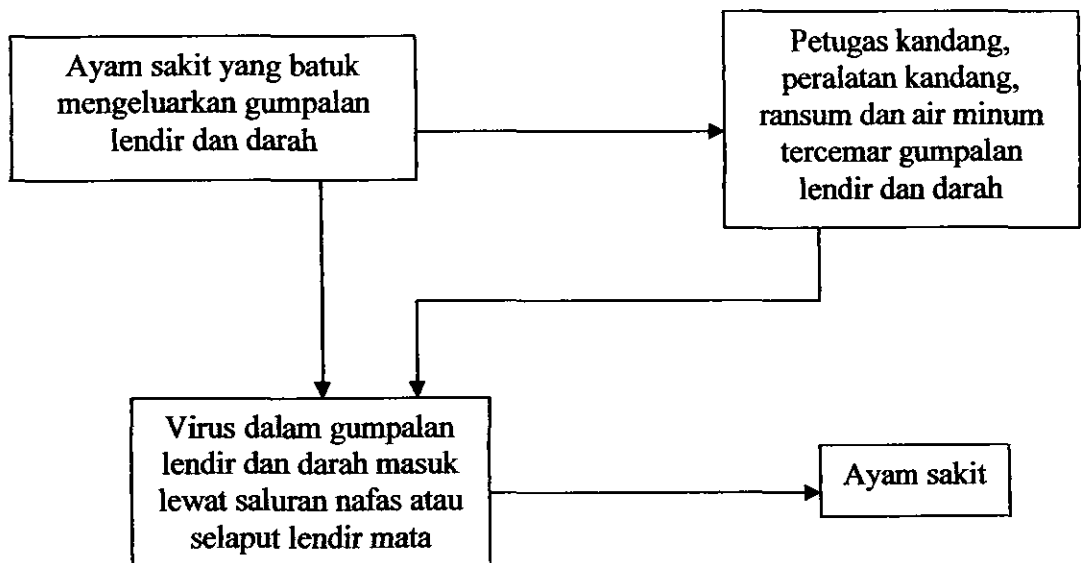 Ayam sakit yang batuk
mengeluarkan gumpalan
lendir dan darah
Petugas kandang,
peralatan kandang,
ransum dan air minum
tercemar gumpalan
lendir dan darah
Virus dalam gumpalan
lendir dan darah masuk
lewat saluran nafas atau
selaput lendir mata
Ayam sakit